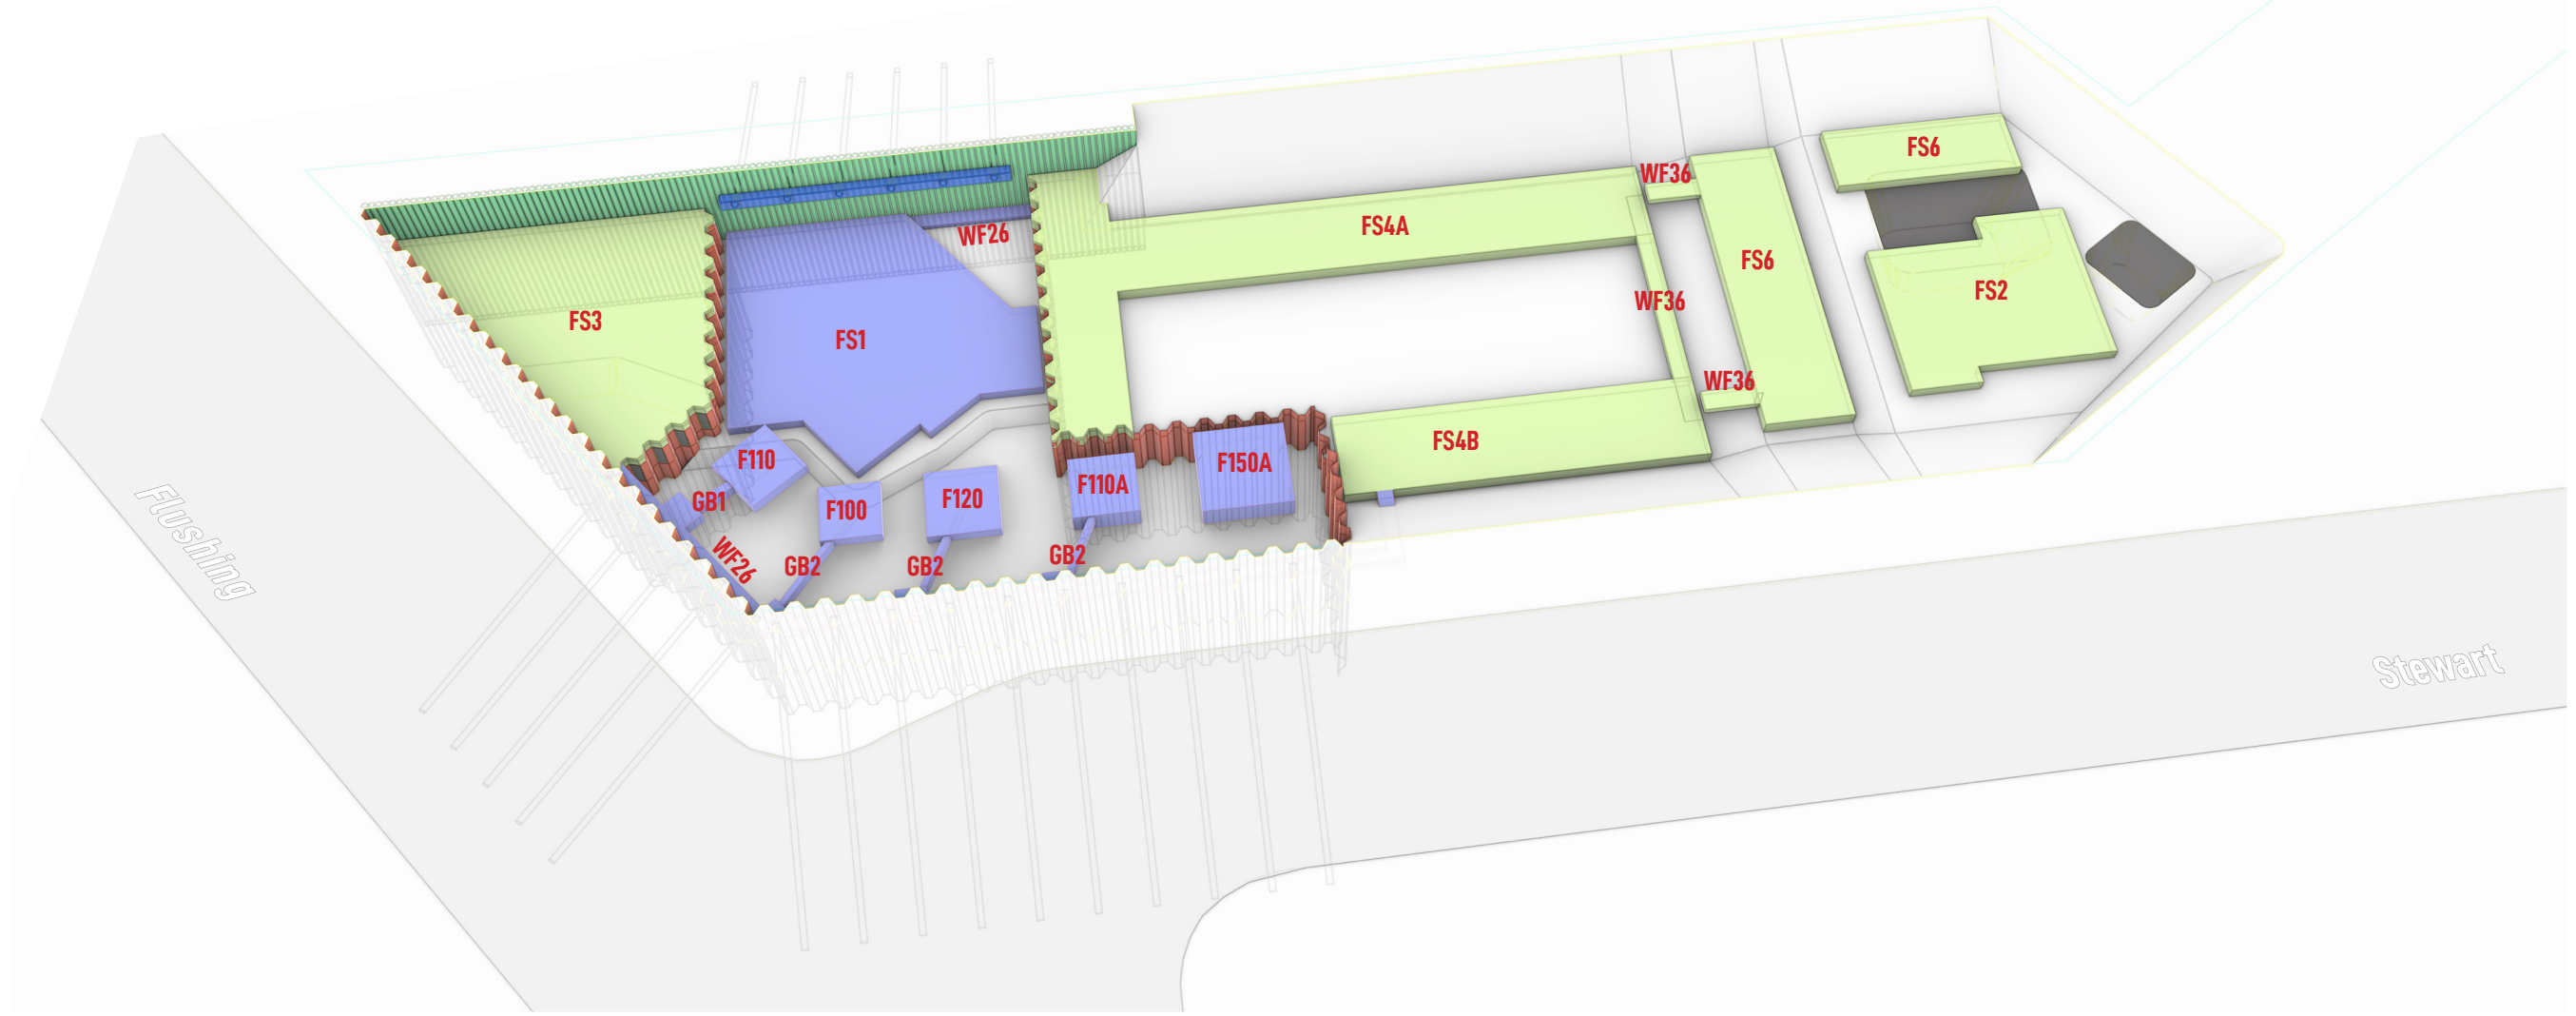 FS6
WF36
FS4A
WF26
FS6
FS2
WF36
FS3
FS1
WF36
FS4B
F110
F150A
F110A
F120
GB1
F100
WF26
GB2
GB2
GB2
Flushing
Stewart